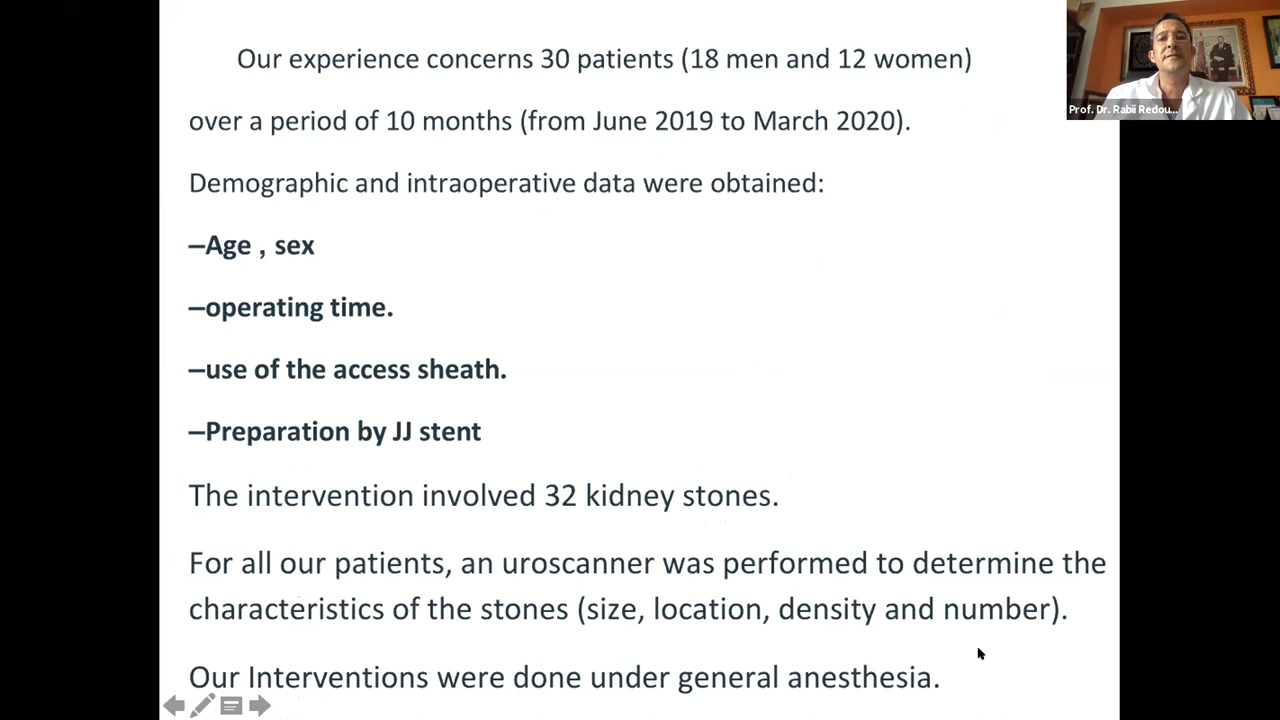 Our experience concerns 30 patients (18 men and 12 women)
over a period of 10 months (from June 2019 to March 2020).
Demographic and intraoperative data were obtained:
–Age , sex
–operating time.
–use of the access sheath.
–Preparation by JJ stent
The intervention involved 32 kidney stones.
For all our patients, an uroscanner was performed to determine the
characteristics of the stones (size, location, density and number).
Our Interventions were done under general anesthesia.
Prof. Dr. Rabii Redou...